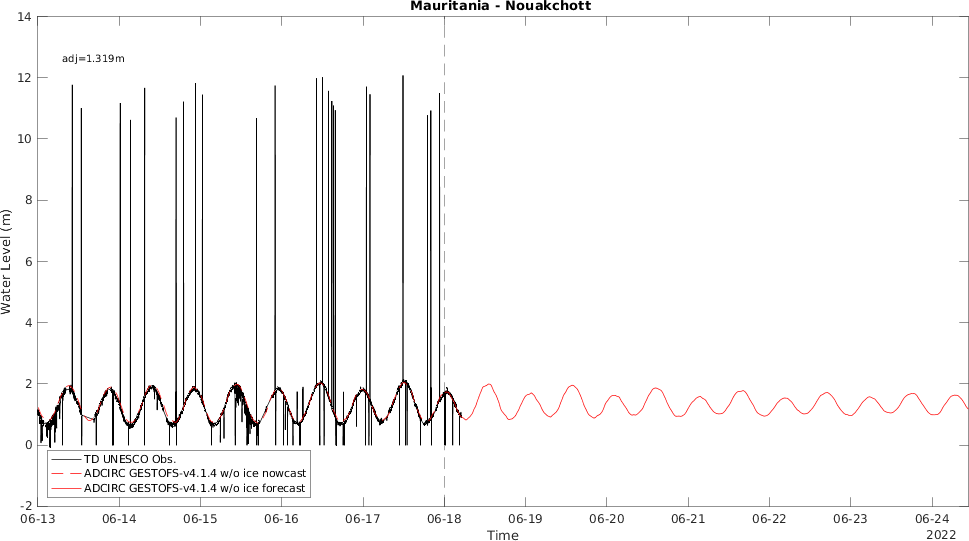 Mauritania - Nouakchott
14
12
10
8
6
4
2
0
-2
Water Level (m)
adj=1.319m
TD UNESCO Obs.
ADCIRC GESTOFS-v4.1.4 w/o ice nowcast
ADCIRC GESTOFS-v4.1.4 w/o ice forecast
06-13 06-14 06-15 06-16 06-17 06-18 06-19 06-20 06-21 06-22 06-23 06-24
Time
2022